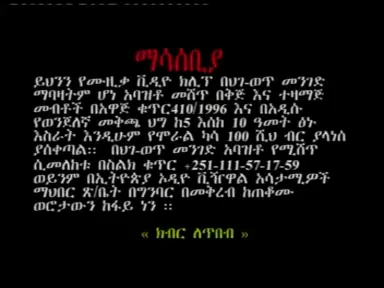 ማሳሰቢያ
ይህንን የሙዚቃ ቪዲዮ ክሊፕ በህገ-ወጥ መንገድ
ማባዛትም ሆነ አባዝቶ መሸጥ በቅጅ እና ተዛማጅ
መብቶች በአዋጅ ቁጥር410/1996 እና በአዲሱ
የወንጀለኛ መቅጫ ህግ ከ5 እስከ 10 ዓመት ፅኑ
እስራት እንዲሁም የሞራል ካሳ 100 ሺህ ብር ያላነሰ
ያስቀጣል፡፡ በህገ-ወጥ መንገድ አባዝቶ የሚሸጥ
ሲመለከቱ በስልክ ቁጥር +251-111-57-17-59
ወይንም በኢትዮጵያ ኦዲዮ ቪዥዋል አሳታሚዎች
ማህበር ጽ/ቤት በግንባር በመቅረብ ከጠቆሙ
ወሮታውን ከፋይ ነን ፡፡
« ክብር ለጥበብ »